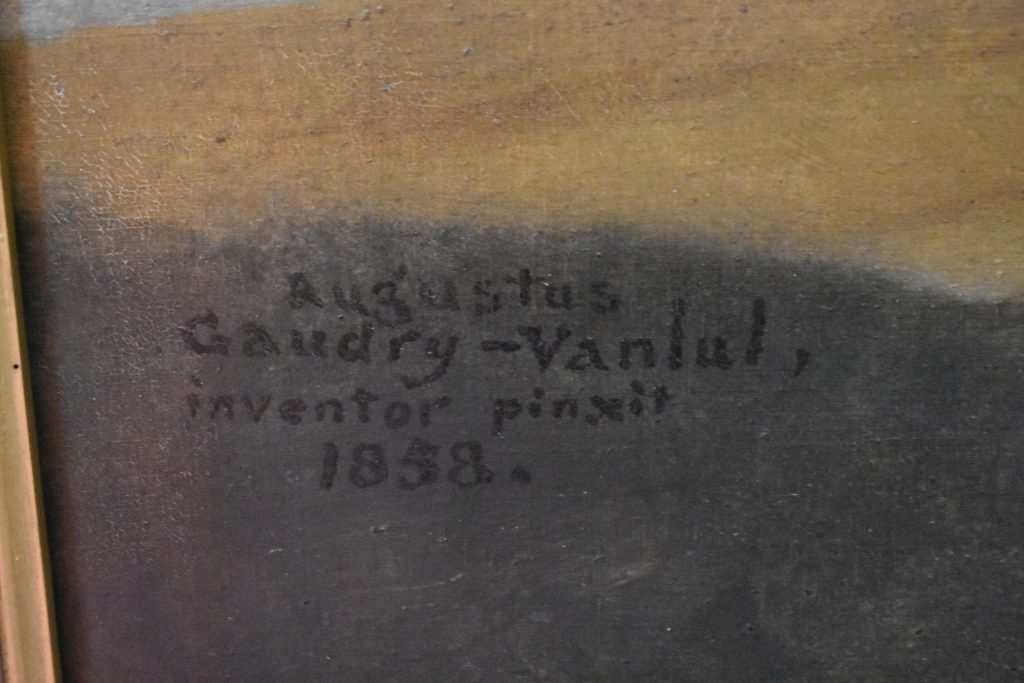 Augustus
Gaudry-Vanlul,
inventor pinxit
1858.